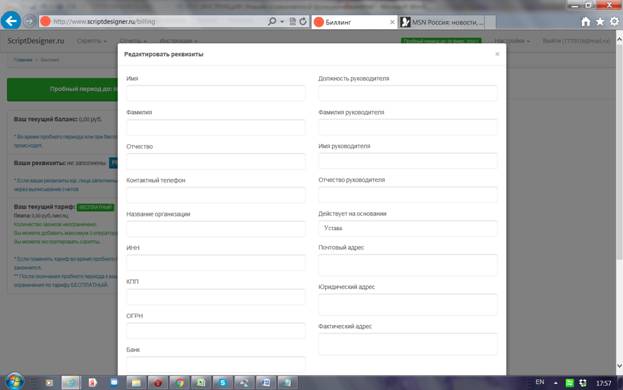 http://www.scriptdesigner.ru/billing
Биллинг
MSN Россия: новости, ...
ScriptDesigner.ru
Скрипты
Отчеты
Настройки
Главная
Биллинг
Пробный период до:
Ваш текущий баланс: 0,00 руб.
Ваши реквизиты: не заполнены
Ваш текущий тариф: БЕСПЛАТНЫЙ
Редактировать реквизиты ×
Имя
Фамилия
Отчество
Контактный телефон
Название организации
ИНН
КПП
ОГРН
Банк
Должность руководителя
Фамилия руководителя
Имя руководителя
Отчество руководителя
Действует на основании
Устава
Почтовый адрес
Юридический адрес
Фактический адрес
EN
17:57